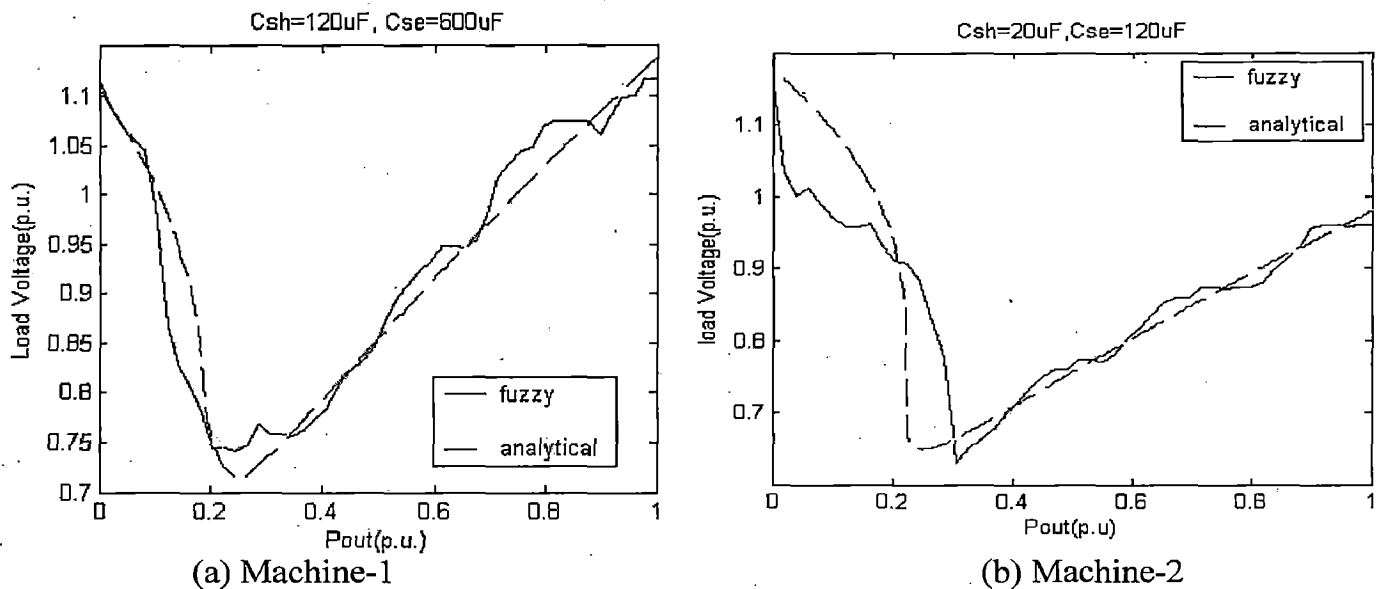 Csh=120uF, Cse=600uF
1.1
1.05
1
0.95
0.9
0.85
0.8
0.75
0.7
Load Voltage(p.u.)
fuzzy
analytical
0
0.2
0.4
0.6
0.8
1
Pout(p.u.)
(a) Machine-1
Csh=20uF,Cse=120uF
1.1
1
0.9
0.8
0.7
load Voltage(p.u.)
fuzzy
analytical
0
0.2
0.4
0.6
0.8
1
Pout(p.u)
(b) Machine-2